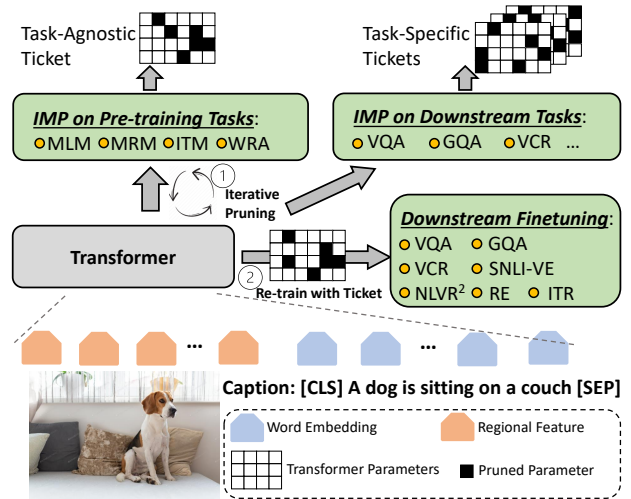 Task-Agnostic
Ticket
Task-Specific
Tickets
IMP on Pre-training Tasks:
MLM MRM ITM WRA
IMP on Downstream Tasks:
VQA GQA VCR ...
1
Iterative
Pruning
Transformer
2
Re-train with Ticket
Downstream Finetuning:
VQA GQA
VCR SNLI-VE
NLVR² RE ITR
... ...
Caption: [CLS] A dog is sitting on a couch [SEP]
Word Embedding
Regional Feature
Transformer Parameters
Pruned Parameter